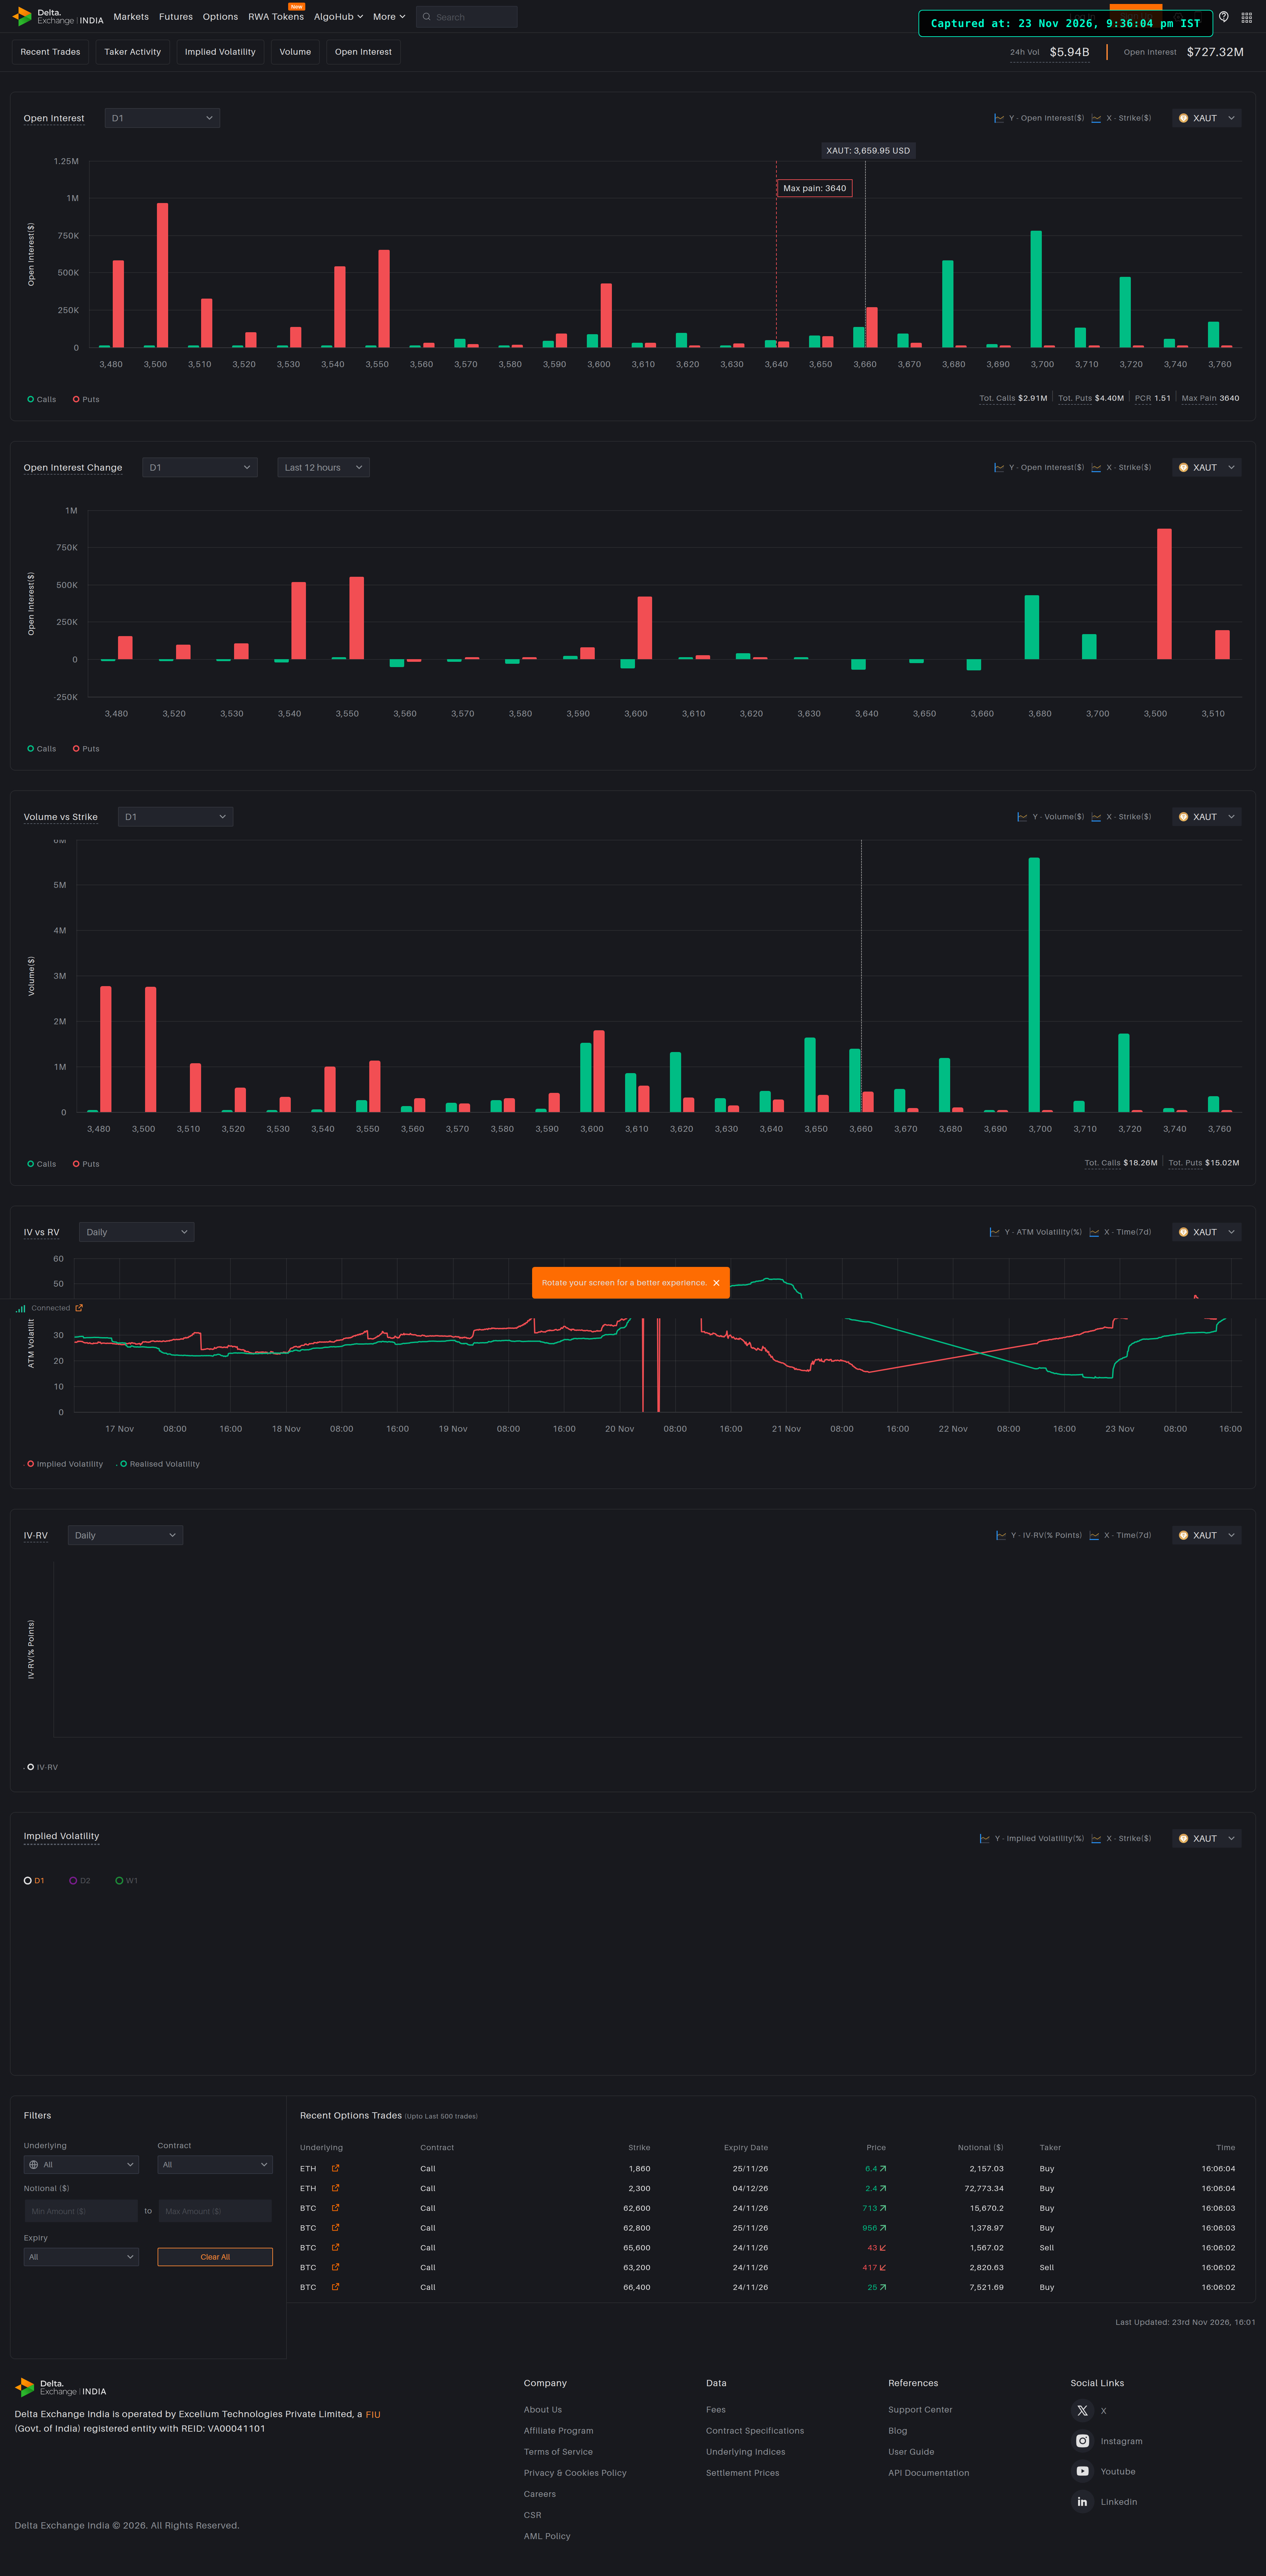 Delta.
Exchange | INDIA
Markets
Futures
Options
RWA Tokens
New
AlgoHub
More
Search
Captured at: 23 Nov 2026, 9:36:04 pm IST
Recent Trades
Taker Activity
Implied Volatility
Volume
Open Interest
24h Vol $5.94B
Open Interest $727.32M
Open Interest
D1
Y - Open Interest($) X - Strike($)
XAUT
XAUT: 3,659.95 USD
Max pain: 3640
Open Interest($)
1.25M
1M
750K
500K
250K
0
3,480 3,500 3,510 3,520 3,530 3,540 3,550 3,560 3,570 3,580 3,590 3,600 3,610 3,620 3,630 3,640 3,650 3,660 3,670 3,680 3,690 3,700 3,710 3,720 3,740 3,760
Calls Puts
Tot. Calls $2.91M Tot. Puts $4.40M PCR 1.51 Max Pain 3640
Open Interest Change
D1
Last 12 hours
Y - Open Interest($) X - Strike($)
XAUT
Open Interest($)
1M
750K
500K
250K
0
-250K
3,480 3,520 3,530 3,540 3,550 3,560 3,570 3,580 3,590 3,600 3,610 3,620 3,630 3,640 3,650 3,660 3,680 3,700 3,500 3,510
Calls Puts
Volume vs Strike
D1
Y - Volume($) X - Strike($)
XAUT
Volume($)
6M
5M
4M
3M
2M
1M
0
3,480 3,500 3,510 3,520 3,530 3,540 3,550 3,560 3,570 3,580 3,590 3,600 3,610 3,620 3,630 3,640 3,650 3,660 3,670 3,680 3,690 3,700 3,710 3,720 3,740 3,760
Calls Puts
Tot. Calls $18.26M Tot. Puts $15.02M
IV vs RV
Daily
Y - ATM Volatility(%) X - Time(7d)
XAUT
60
50
Rotate your screen for a better experience.
Connected
ATM Volatilit
30
20
10
0
17 Nov 08:00 16:00 18 Nov 08:00 16:00 19 Nov 08:00 16:00 20 Nov 08:00 16:00 21 Nov 08:00 16:00 22 Nov 08:00 16:00 23 Nov 08:00 16:00
Implied Volatility Realised Volatility
IV-RV
Daily
Y - IV-RV(% Points) X - Time(7d)
XAUT
IV-RV(% Points)
IV-RV
Implied Volatility
Y - Implied Volatility(%) X - Strike($)
XAUT
D1 D2 W1
Filters
Underlying
Contract
All
All
Notional ($)
Min Amount ($) to Max Amount ($)
Expiry
All
Clear All
Recent Options Trades (Upto Last 500 trades)
Underlying Contract Strike Expiry Date Price Notional ($) Taker Time
ETH Call 1,860 25/11/26 6.4 2,157.03 Buy 16:06:04
ETH Call 2,300 04/12/26 2.4 72,773.34 Buy 16:06:04
BTC Call 62,600 24/11/26 713 15,670.2 Buy 16:06:03
BTC Call 62,800 25/11/26 956 1,378.97 Buy 16:06:03
BTC Call 65,600 24/11/26 43 1,567.02 Sell 16:06:02
BTC Call 63,200 24/11/26 417 2,820.63 Sell 16:06:02
BTC Call 66,400 24/11/26 25 7,521.69 Buy 16:06:02
Last Updated: 23rd Nov 2026, 16:01
Delta.
Exchange | INDIA
Delta Exchange India is operated by Excelium Technologies Private Limited, a FIU
(Govt. of India) registered entity with REID: VA00041101
Delta Exchange India © 2026. All Rights Reserved.
Company
About Us
Affiliate Program
Terms of Service
Privacy & Cookies Policy
Careers
CSR
AML Policy
Data
Fees
Contract Specifications
Underlying Indices
Settlement Prices
References
Support Center
Blog
User Guide
API Documentation
Social Links
X
Instagram
Youtube
Linkedin